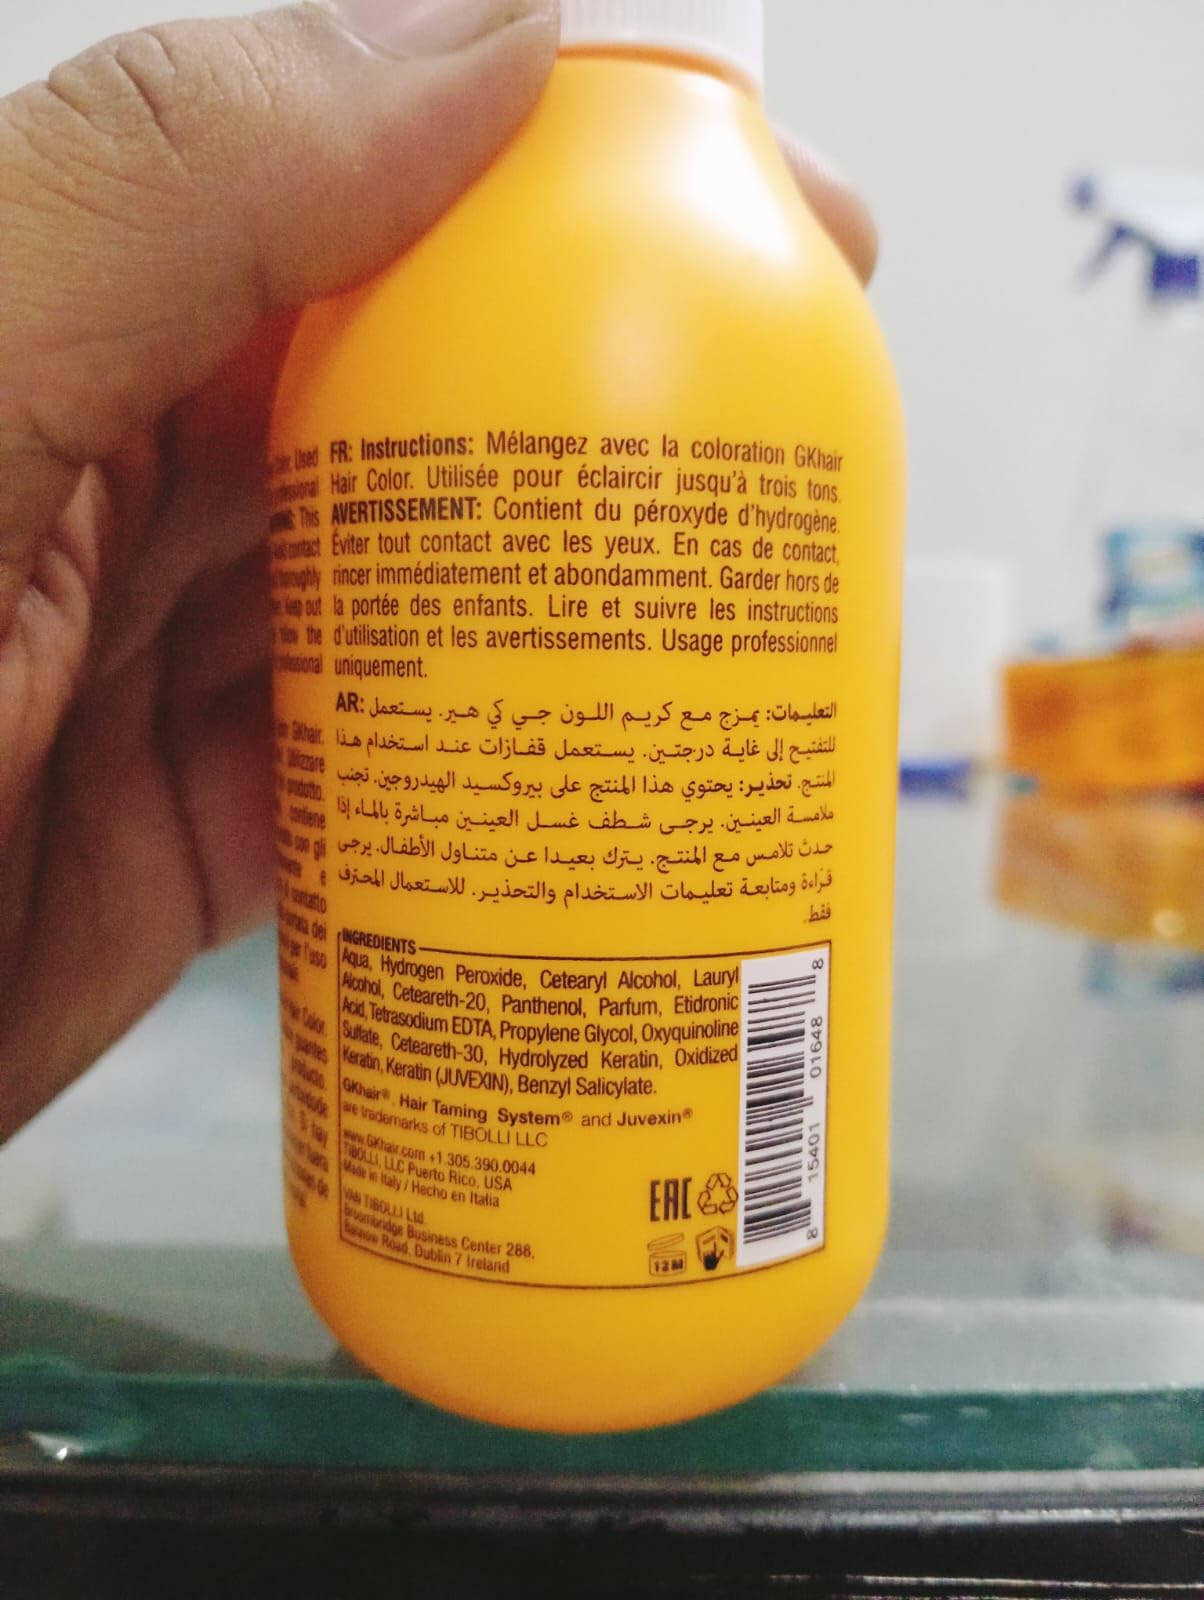 Used
FR: Instructions: Mélangez avec la coloration GKhair
Hair Color. Utilisée pour éclaircir jusqu'à trois tons.
This
AVERTISSEMENT: Contient du péroxyde d'hydrogène.
contact
Éviter tout contact avec les yeux. En cas de contact,
rincer immédiatement et abondamment. Garder hors de
la portée des enfants. Lire et suivre les instructions
the
d'utilisation et les avertissements. Usage professionnel
uniquement.
AR: التعليمات: يمزج مع كريم اللون جي كي هير. يستعمل
للتفتيح إلى غاية درجتين. يستعمل قفازات عند استخدام هذا
المنتج. تحذير: يحتوي هذا المنتج على بيروكسيد الهيدروجين. تجنب
ملامسة العينين. يرجى شطف غسل العينين مباشرة بالماء إذا
حدث تلامس مع المنتج. يترك بعيدا عن متناول الأطفال. يرجى
قراءة ومتابعة تعليمات الاستخدام والتحذير. للاستعمال المحترف
فقط.
INGREDIENTS
Aqua, Hydrogen Peroxide, Cetearyl Alcohol, Lauryl
Alcohol, Ceteareth-20, Panthenol, Parfum, Etidronic
Acid, Tetrasodium EDTA, Propylene Glycol, Oxyquinoline
Sulfate, Ceteareth-30, Hydrolyzed Keratin, Oxidized
Keratin, Keratin (JUVEXIN), Benzyl Salicylate.
GKhair®, Hair Taming System® and Juvexin®
are trademarks of TIBOLLI LLC
www.GKhair.com +1.305.390.0044
TIBOLLI, LLC Puerto Rico, USA
Made in Italy / Hecho en Italia
VAN TIBOLLI Ltd.
Broombridge Business Center 288,
Bannow Road, Dublin 7 Ireland
EAC
12M
8 15401 01648 8